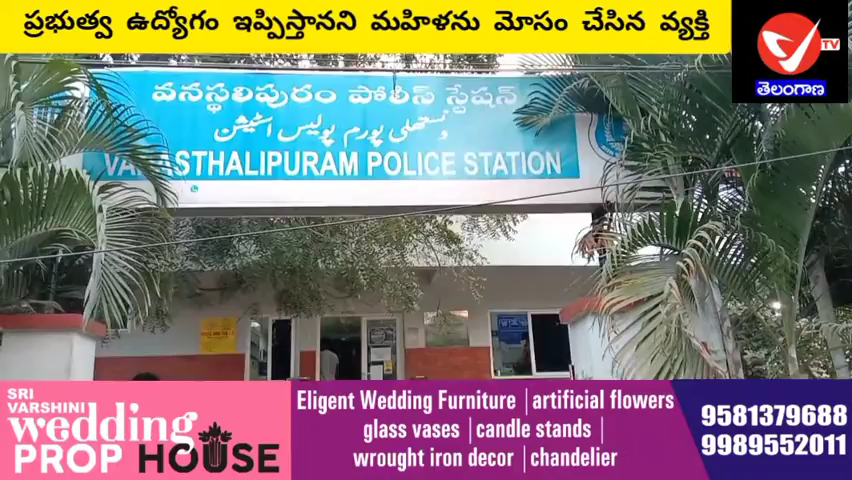 ప్రభుత్వ ఉద్యోగం ఇప్పిస్తానని మహిళను మోసం చేసిన వ్యక్తి
TV
తెలంగాణ
వనస్థలిపురం పోలీస్ స్టేషన్
ونستھلی پورم پولیس اسٹیشن
VANASTHALIPURAM POLICE STATION
SRI
VARSHINI
wedding
PROP HOUSE
Eligent Wedding Furniture | artificial flowers
glass vases | candle stands |
wrought iron decor | chandelier
9581379688
9989552011